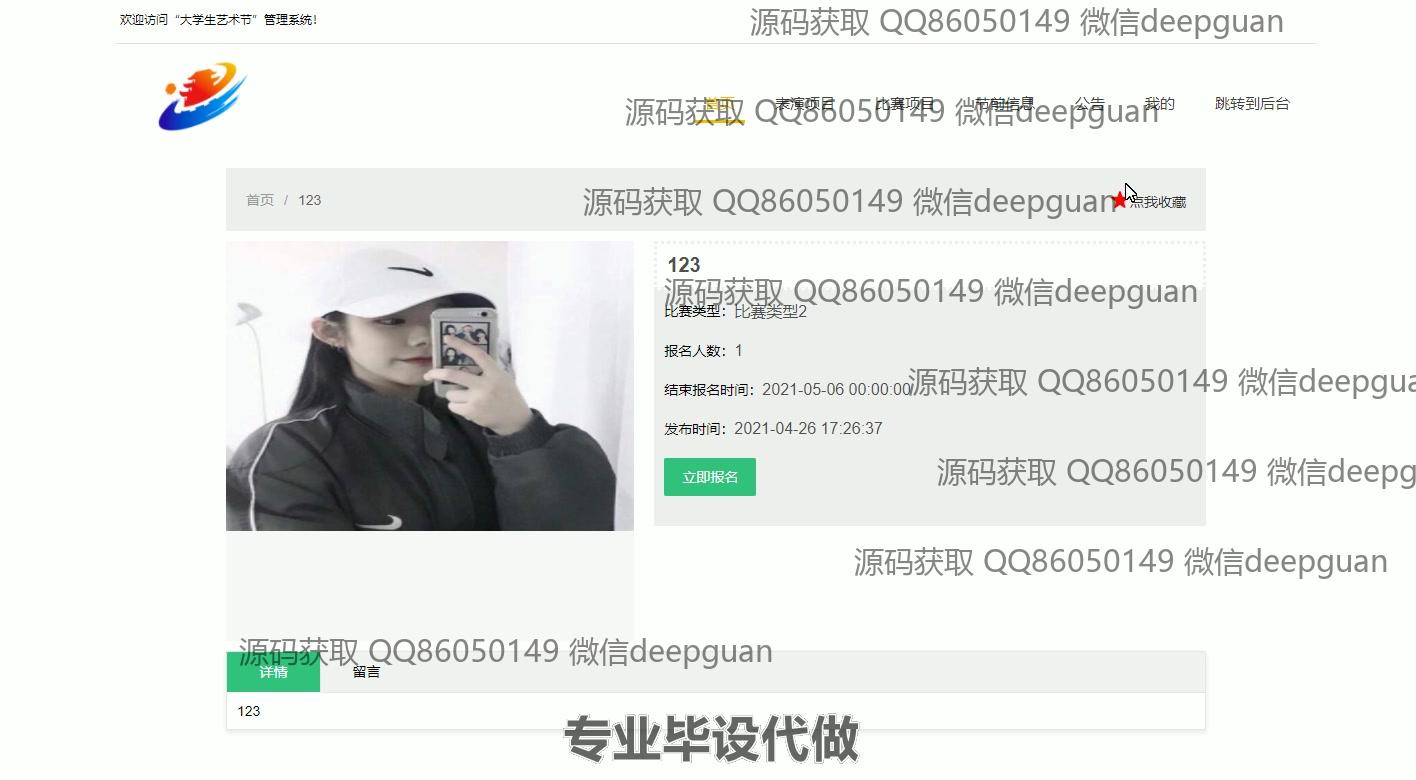 欢迎访问“大学生艺术节”管理系统！
源码获取 QQ86050149 微信deepguan
首页 表演项目 比赛项目 节前信息 公告 我的 跳转到后台
源码获取 QQ86050149 微信deepguan
首页 / 123
源码获取 QQ86050149 微信deepguan
点我收藏
123
源码获取 QQ86050149 微信deepguan
比赛类型：比赛类型2
报名人数：1
结束报名时间：2021-05-06 00:00:00
源码获取 QQ86050149 微信deepgua
发布时间：2021-04-26 17:26:37
立即报名
源码获取 QQ86050149 微信deepg
源码获取 QQ86050149 微信deepguan
源码获取 QQ86050149 微信deepguan
详情 留言
123
专业毕设代做